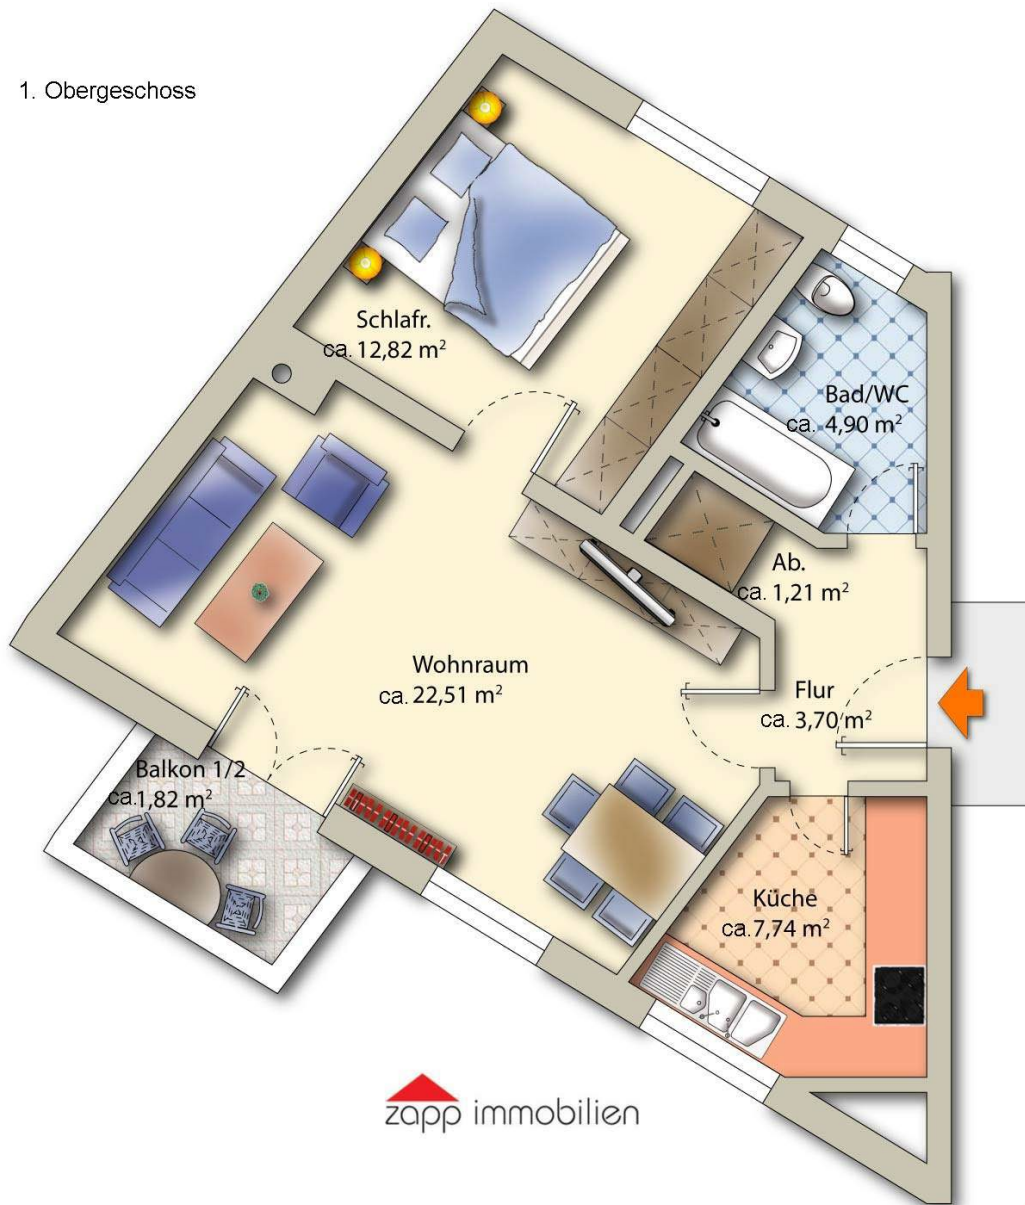 1. Obergeschoss
Schlafr.
ca. 12,82 m²
Bad/WC
ca. 4,90 m²
Ab.
ca. 1,21 m²
Wohnraum
ca. 22,51 m²
Flur
ca. 3,70 m²
Balkon 1/2
ca.1,82 m²
Küche
ca.7,74 m²
zapp immobilien